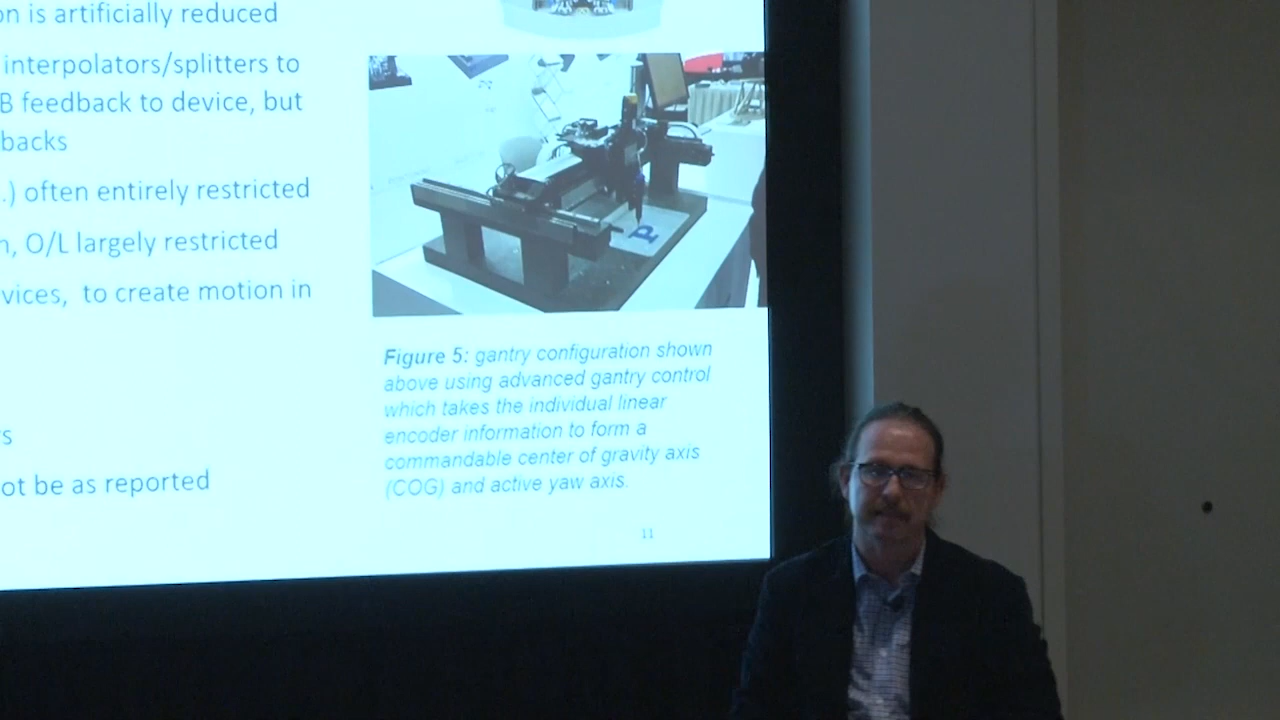 on is artificially reduced
interpolators/splitters to
B feedback to device, but
backs
.) often entirely restricted
n, O/L largely restricted
vices, to create motion in
s
ot be as reported
P
Figure 5: gantry configuration shown
above using advanced gantry control
which takes the individual linear
encoder information to form a
commandable center of gravity axis
(COG) and active yaw axis.
11